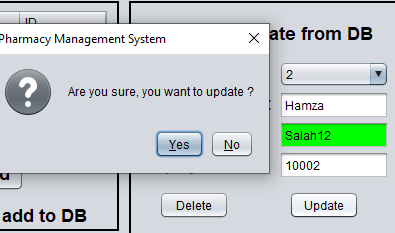 ID
Pharmacy Management System
ate from DB
Are you sure, you want to update ?
2
Hamza
Salah12
Yes
No
10002
d
Delete
Update
add to DB